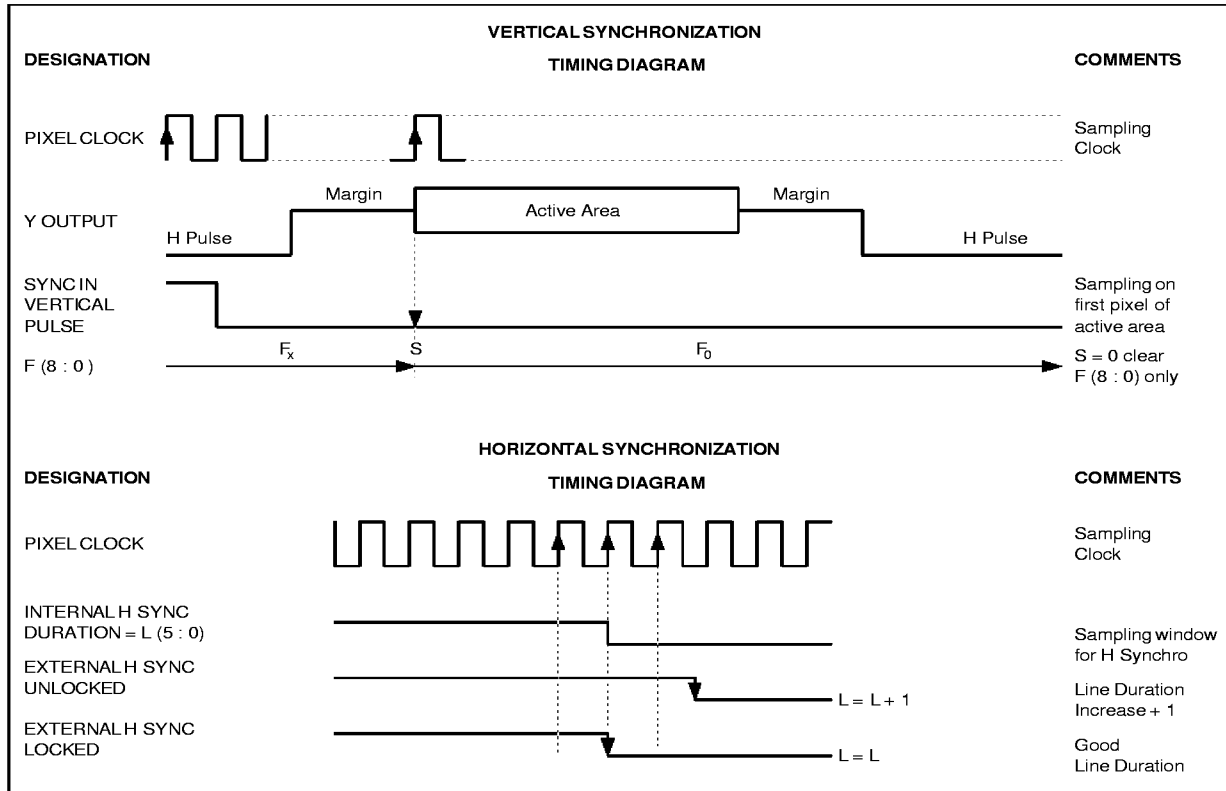 VERTICAL SYNCHRONIZATION
DESIGNATION
TIMING DIAGRAM
COMMENTS
PIXEL CLOCK
Sampling
Clock
Margin
Margin
Y OUTPUT
Active Area
H Pulse
H Pulse
SYNC IN
VERTICAL
PULSE
Sampling on
first pixel of
active area
Fx
S
F0
F (8 : 0 )
S = 0 clear
F (8 : 0) only
HORIZONTAL SYNCHRONIZATION
DESIGNATION
TIMING DIAGRAM
COMMENTS
PIXEL CLOCK
Sampling
Clock
INTERNAL H SYNC
DURATION = L (5 : 0)
Sampling window
for H Synchro
EXTERNAL H SYNC
UNLOCKED
L = L + 1
Line Duration
Increase + 1
EXTERNAL H SYNC
LOCKED
L = L
Good
Line Duration